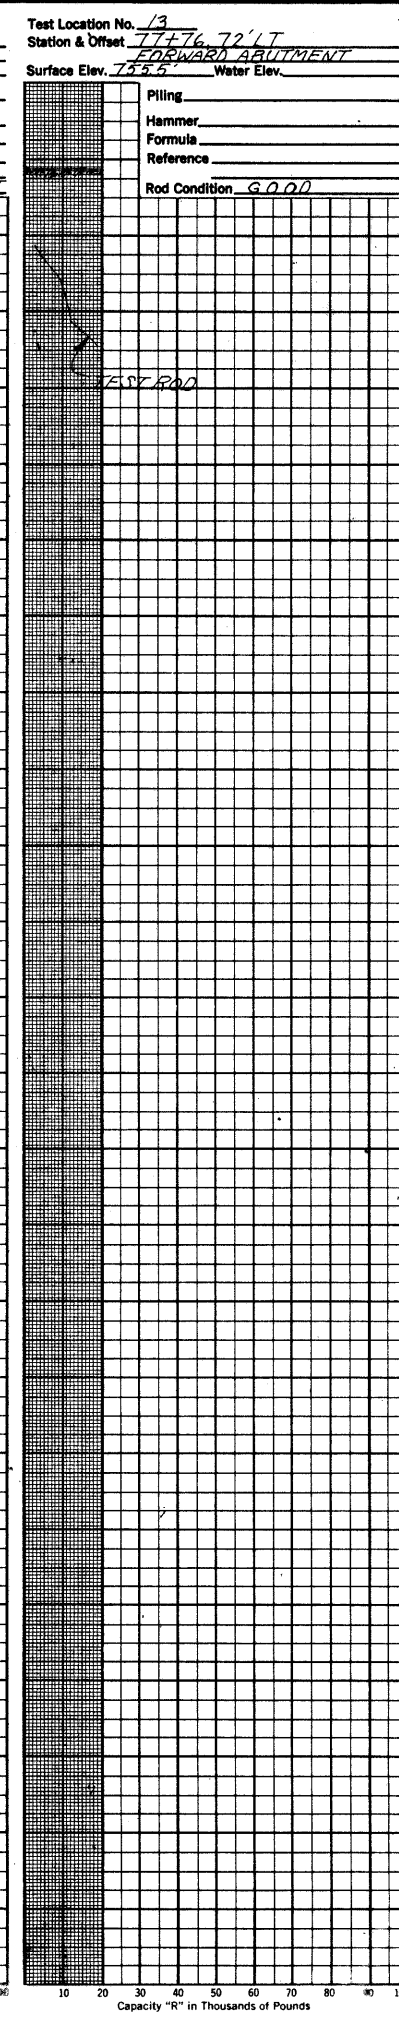 Test Location No. 13
Station & Offset 77+76, 72' LT
FORWARD ABUTMENT
Surface Elev. 755.5' Water Elev.
Piling
Hammer
Formula
Reference
Rod Condition GOOD
TEST ROD
10 20 30 40 50 60 70 80
Capacity "R" in Thousands of Pounds